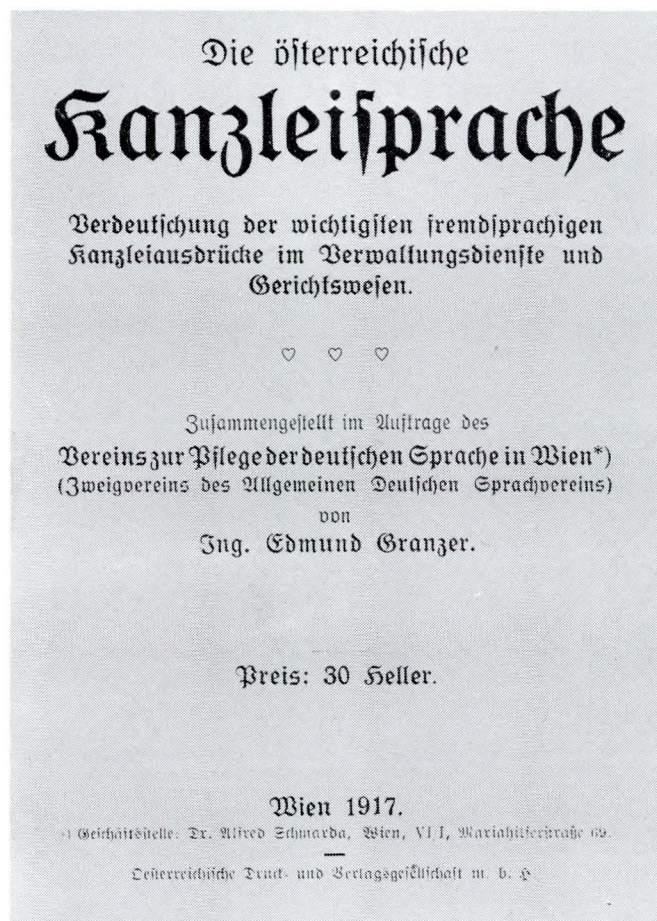 Die österreichische
Kanzleisprache
Verdeutschung der wichtigsten fremdsprachigen
Kanzleiausdrücke im Verwaltungsdienste und
Gerichtswesen.
♡ ♡ ♡
Zusammengestellt im Auftrage des
Vereins zur Pflege der deutschen Sprache in Wien*)
(Zweigvereins des Allgemeinen Deutschen Sprachvereins)
von
Ing. Edmund Granzer.
Preis: 30 Heller.
Wien 1917.
*) Geschäftsstelle: Dr. Alfred Schmarda, Wien, VI/I, Mariahilferstraße
Oesterreichische Druck- und Verlagsgesellschaft m. b. H.